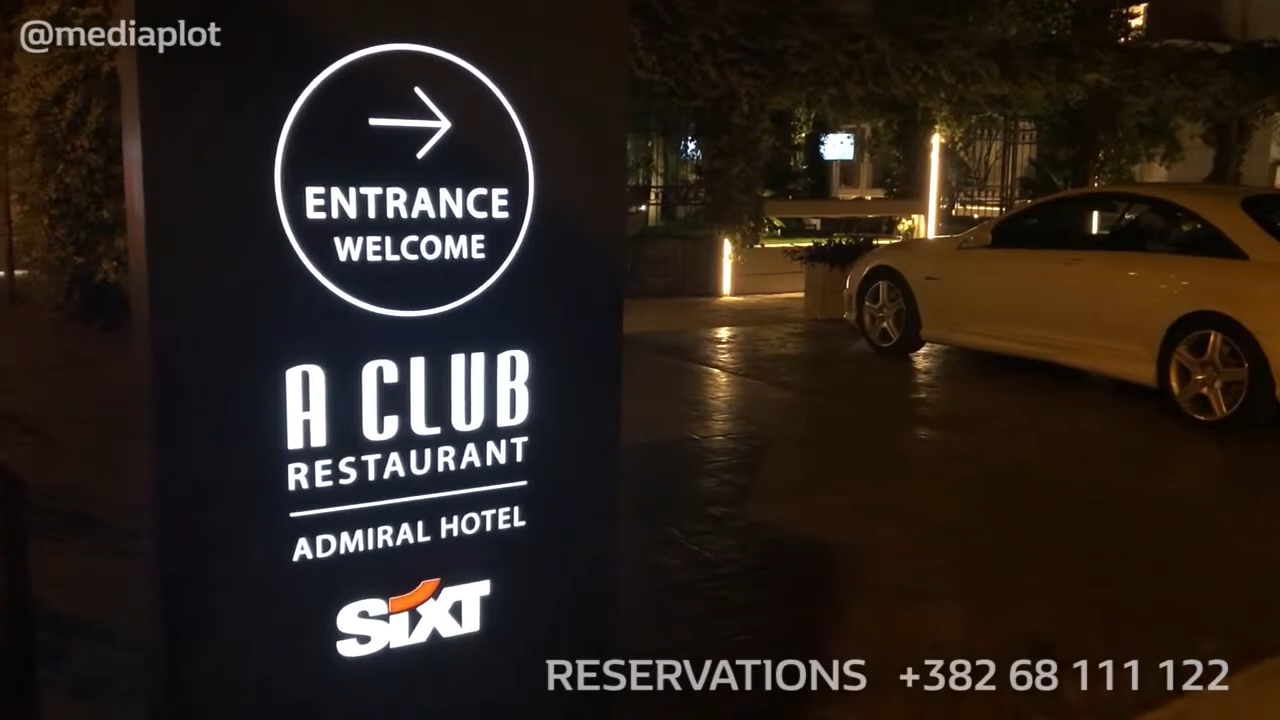 @mediaplot
ENTRANCE
WELCOME
A CLUB
RESTAURANT
ADMIRAL HOTEL
SiXT
RESERVATIONS +382 68 111 122